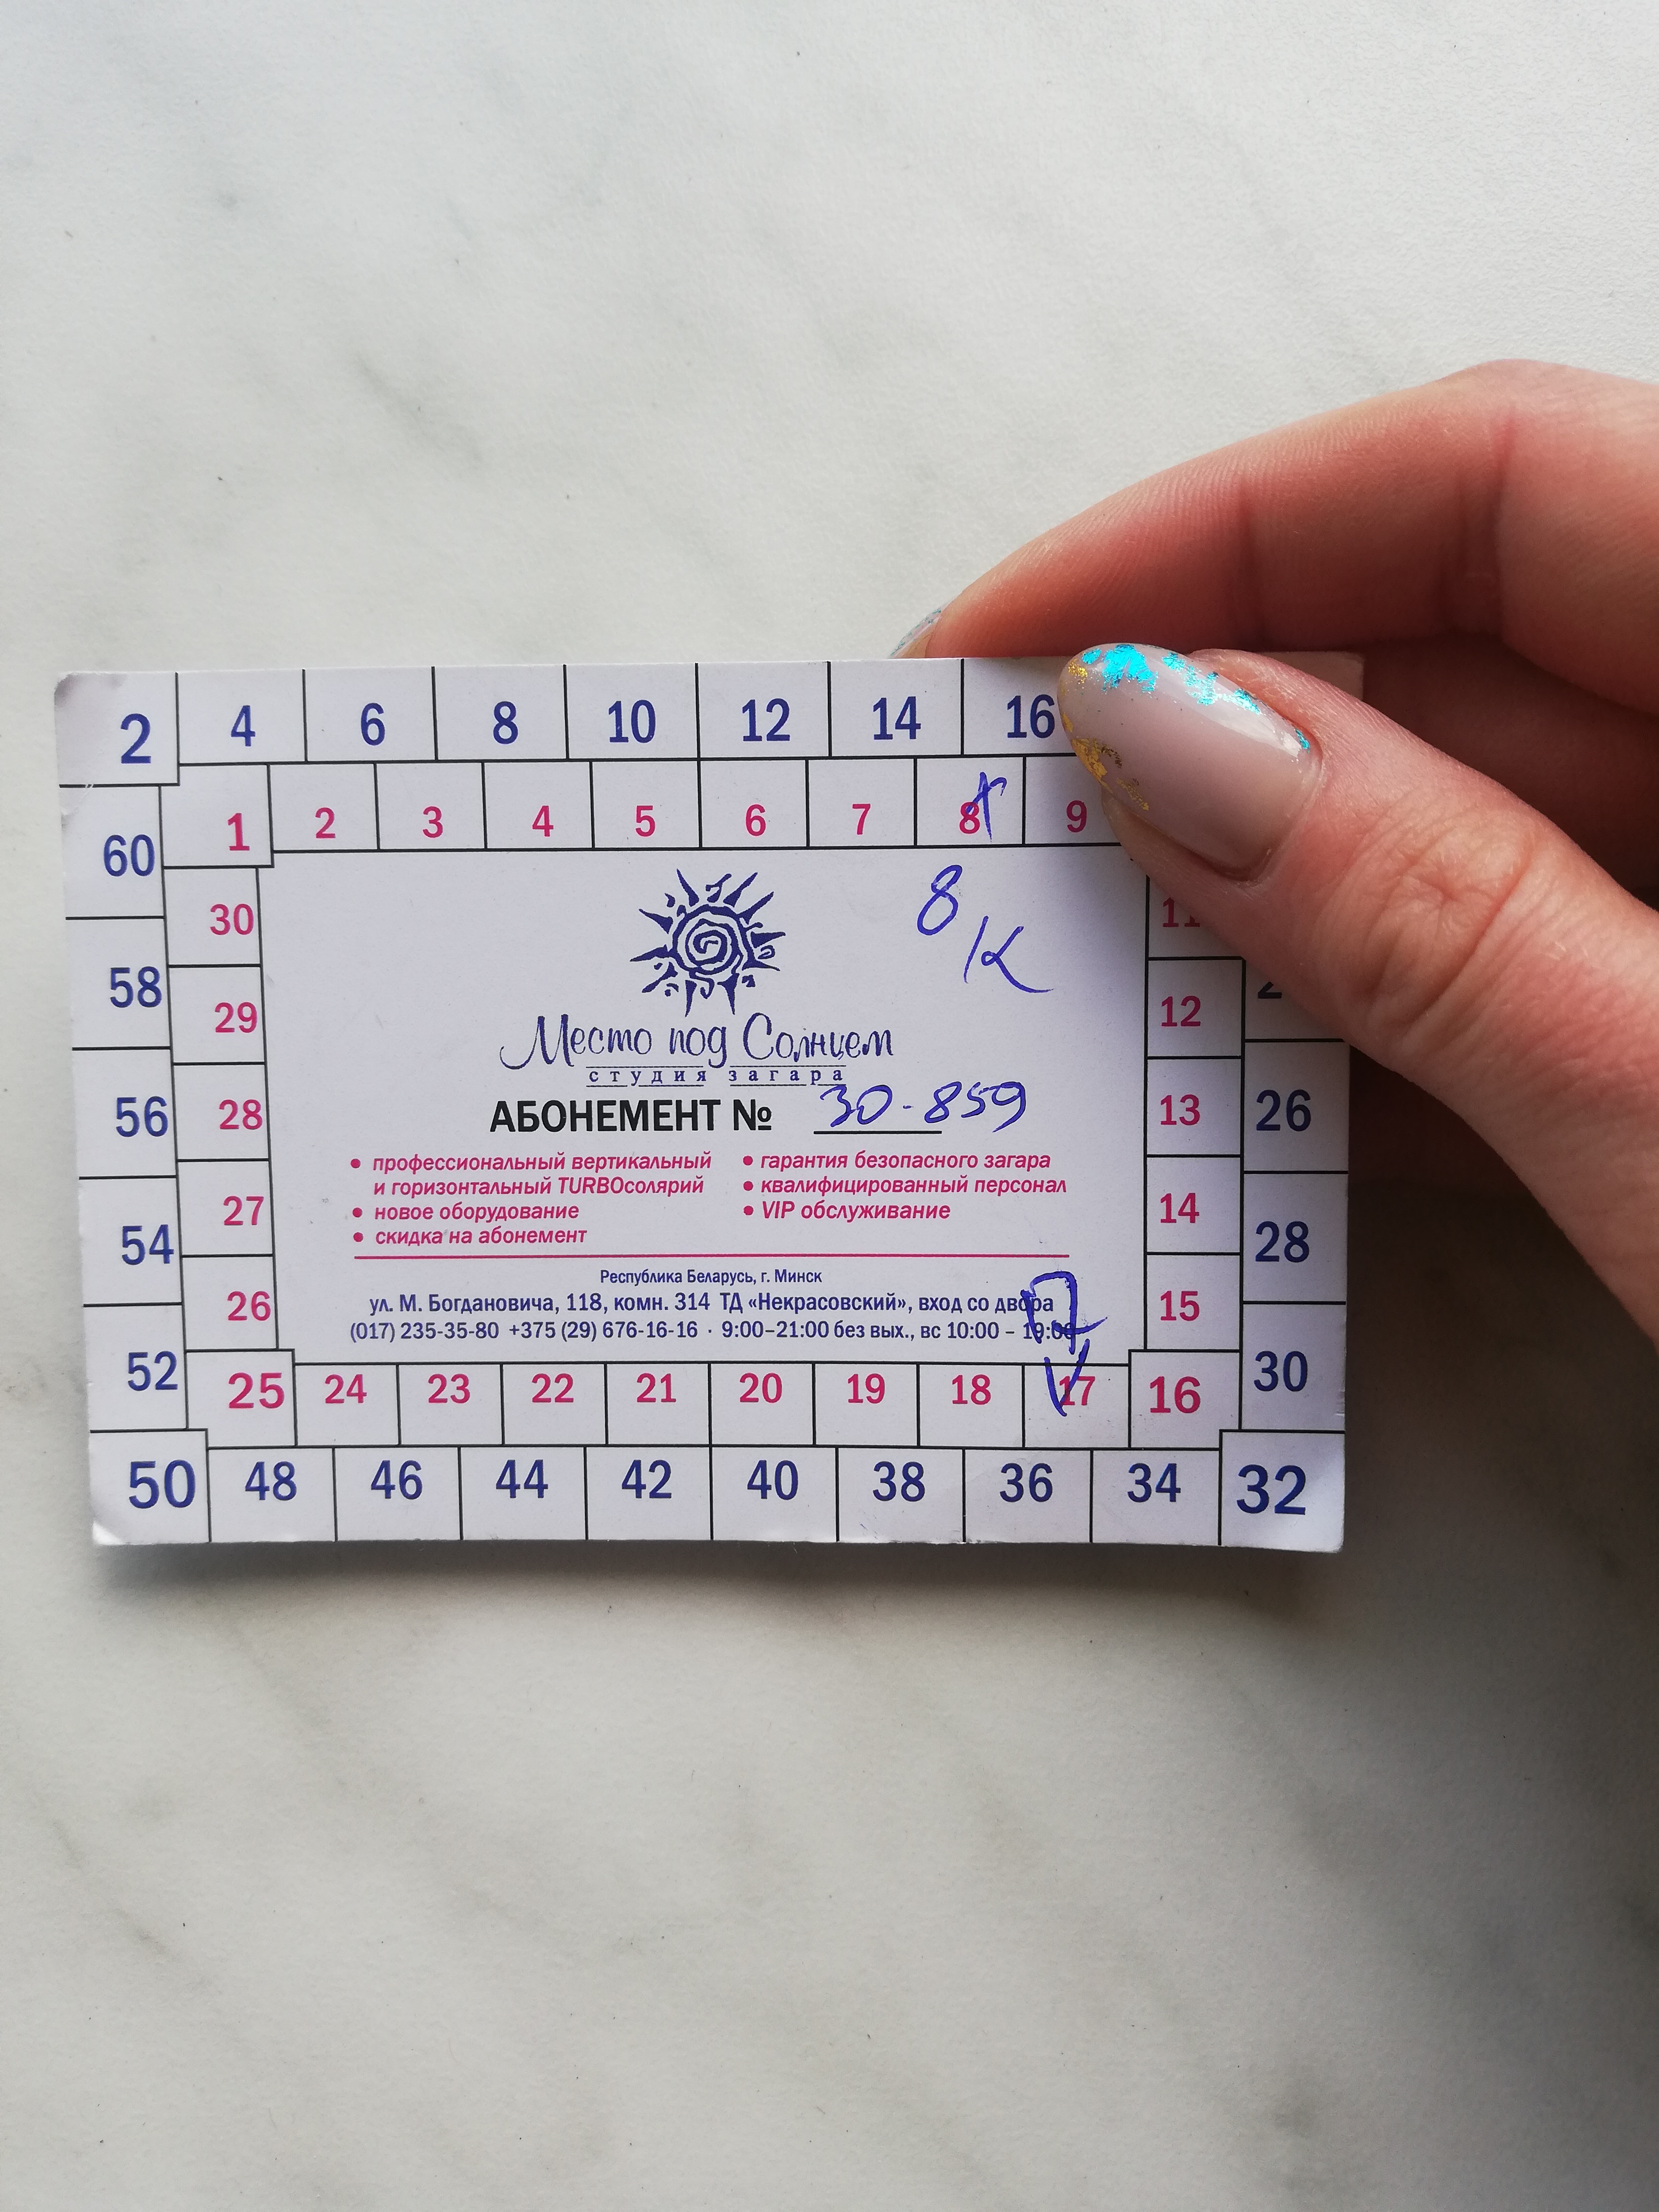 2 4 6 8 10 12 14 16
1 2 3 4 5 6 7 8 9
60
30 11
58 29 12
56 28 13 26
54 27 14 28
52 26 15 30
25 24 23 22 21 20 19 18 17 16
50 48 46 44 42 40 38 36 34 32
8
К
Место под Солнцем
студия загара
АБОНЕМЕНТ № 30-859
• профессиональный вертикальный
и горизонтальный TURBOсолярий
• новое оборудование
• скидка на абонемент
• гарантия безопасного загара
• квалифицированный персонал
• VIP обслуживание
Республика Беларусь, г. Минск
ул. М. Богдановича, 118, комн. 314 ТД «Некрасовский», вход со двора
(017) 235-35-80 +375 (29) 676-16-16 · 9:00–21:00 без вых., вс 10:00 – 19:00